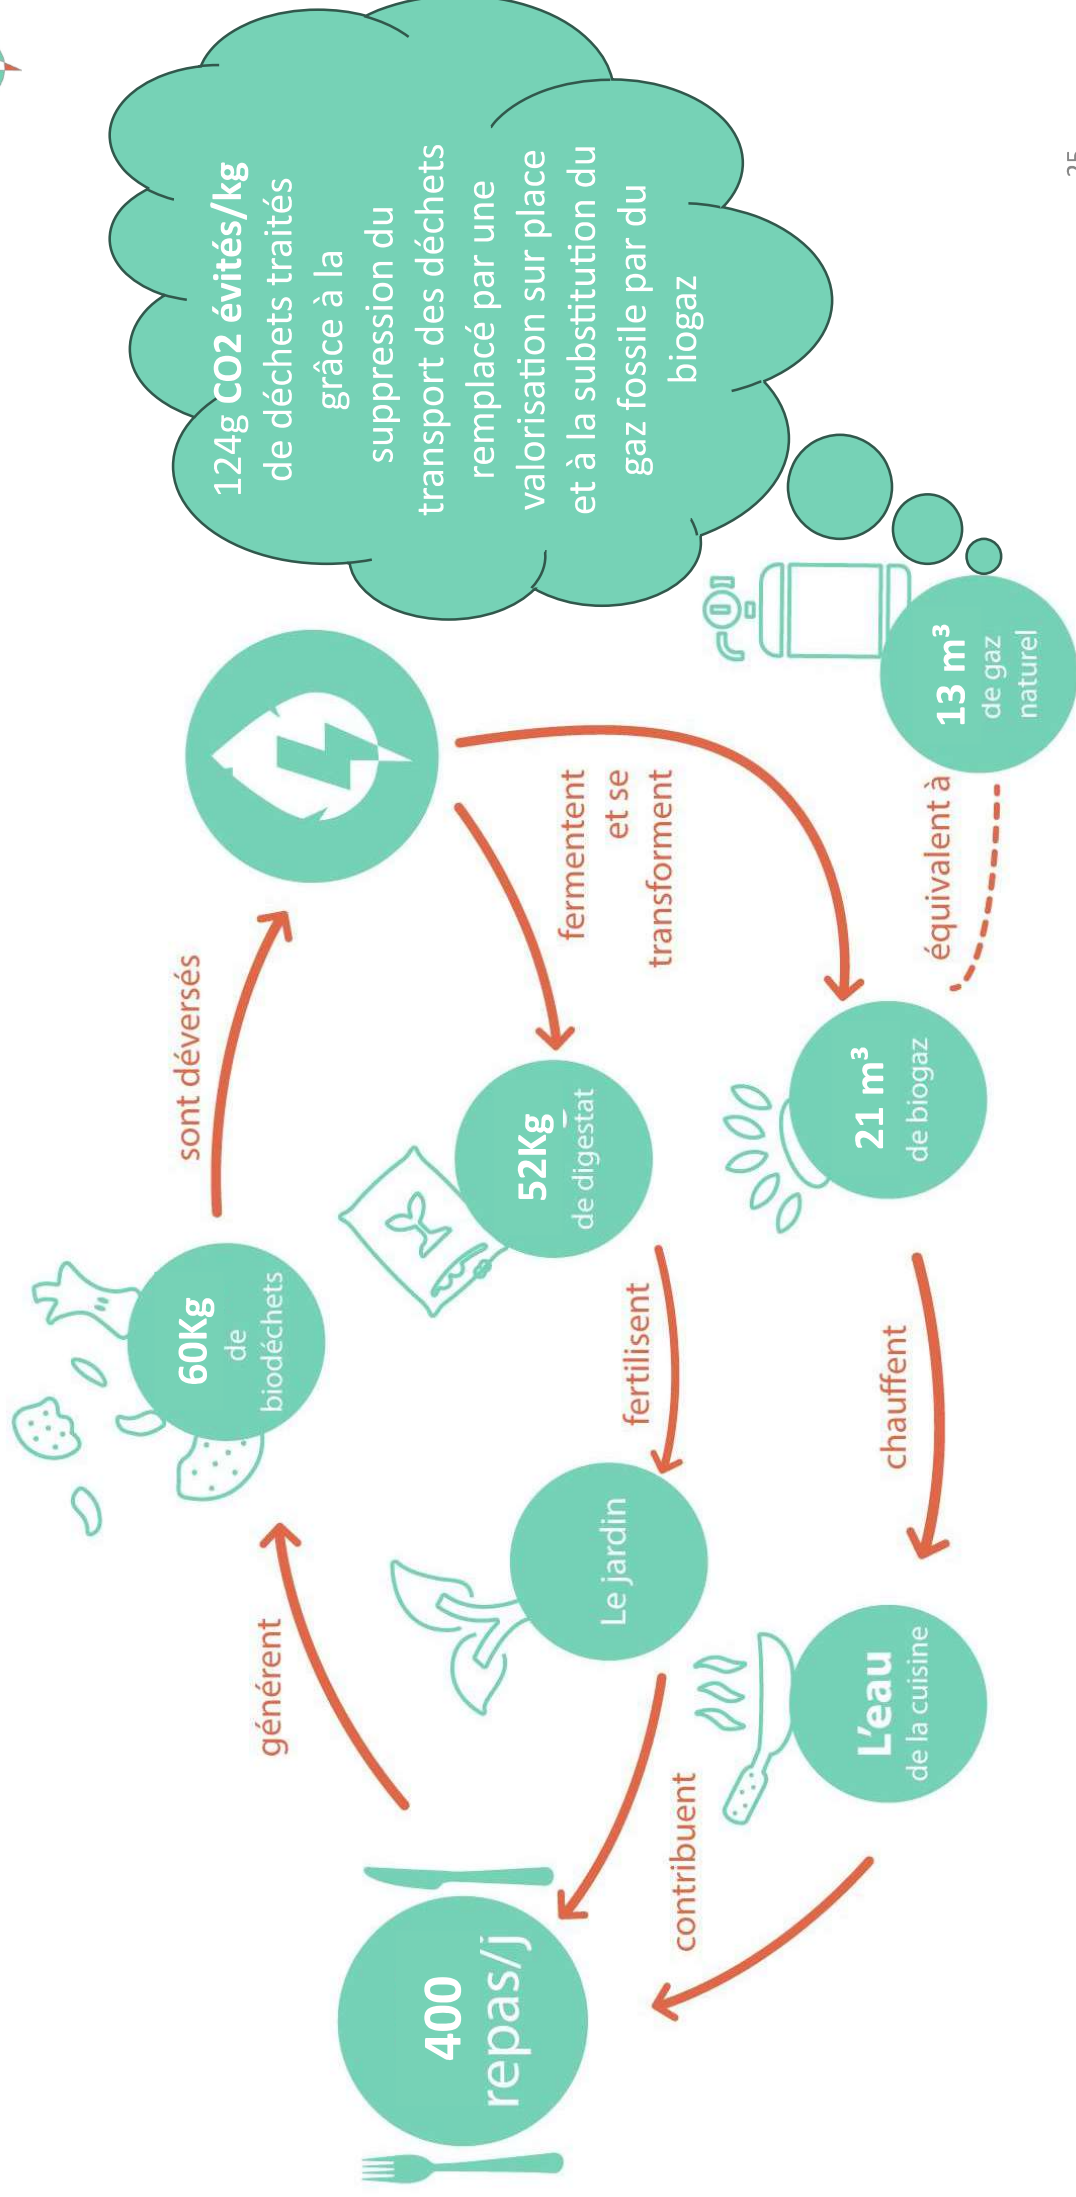 400
repas/j
générent
60Kg
de
biodéchets
sont déversés
fermentent
et se
transforment
52Kg
de digestat
fertilisent
Le jardin
contribuent
21 m³
de biogaz
chauffent
L'eau
de la cuisine
équivalent à
13 m³
de gaz
naturel
124g CO2 évités/kg
de déchets traités
grâce à la
suppression du
transport des déchets
remplacé par une
valorisation sur place
et à la substitution du
gaz fossile par du
biogaz